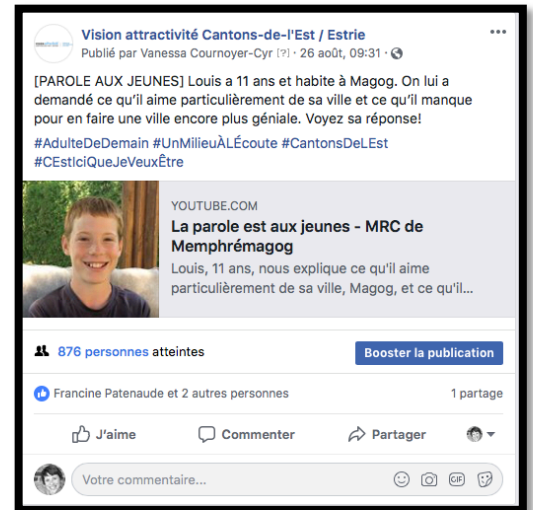 Vision attractivité Cantons-de-l'Est / Estrie
Publié par Vanessa Cournoyer-Cyr [?] · 26 août, 09:31 ·
[PAROLE AUX JEUNES] Louis a 11 ans et habite à Magog. On lui a
demandé ce qu'il aime particulièrement de sa ville et ce qu'il manque
pour en faire une ville encore plus géniale. Voyez sa réponse!
#AdulteDeDemain #UnMilieuÀLÉcoute #CantonsDeLEst
#CEstIciQueJeVeuxÊtre
YOUTUBE.COM
La parole est aux jeunes - MRC de
Memphrémagog
Louis, 11 ans, nous explique ce qu'il aime
particulièrement de sa ville, Magog, et ce qu'il...
876 personnes atteintes
Booster la publication
Francine Patenaude et 2 autres personnes
1 partage
J'aime
Commenter
Partager
Votre commentaire...
GIF